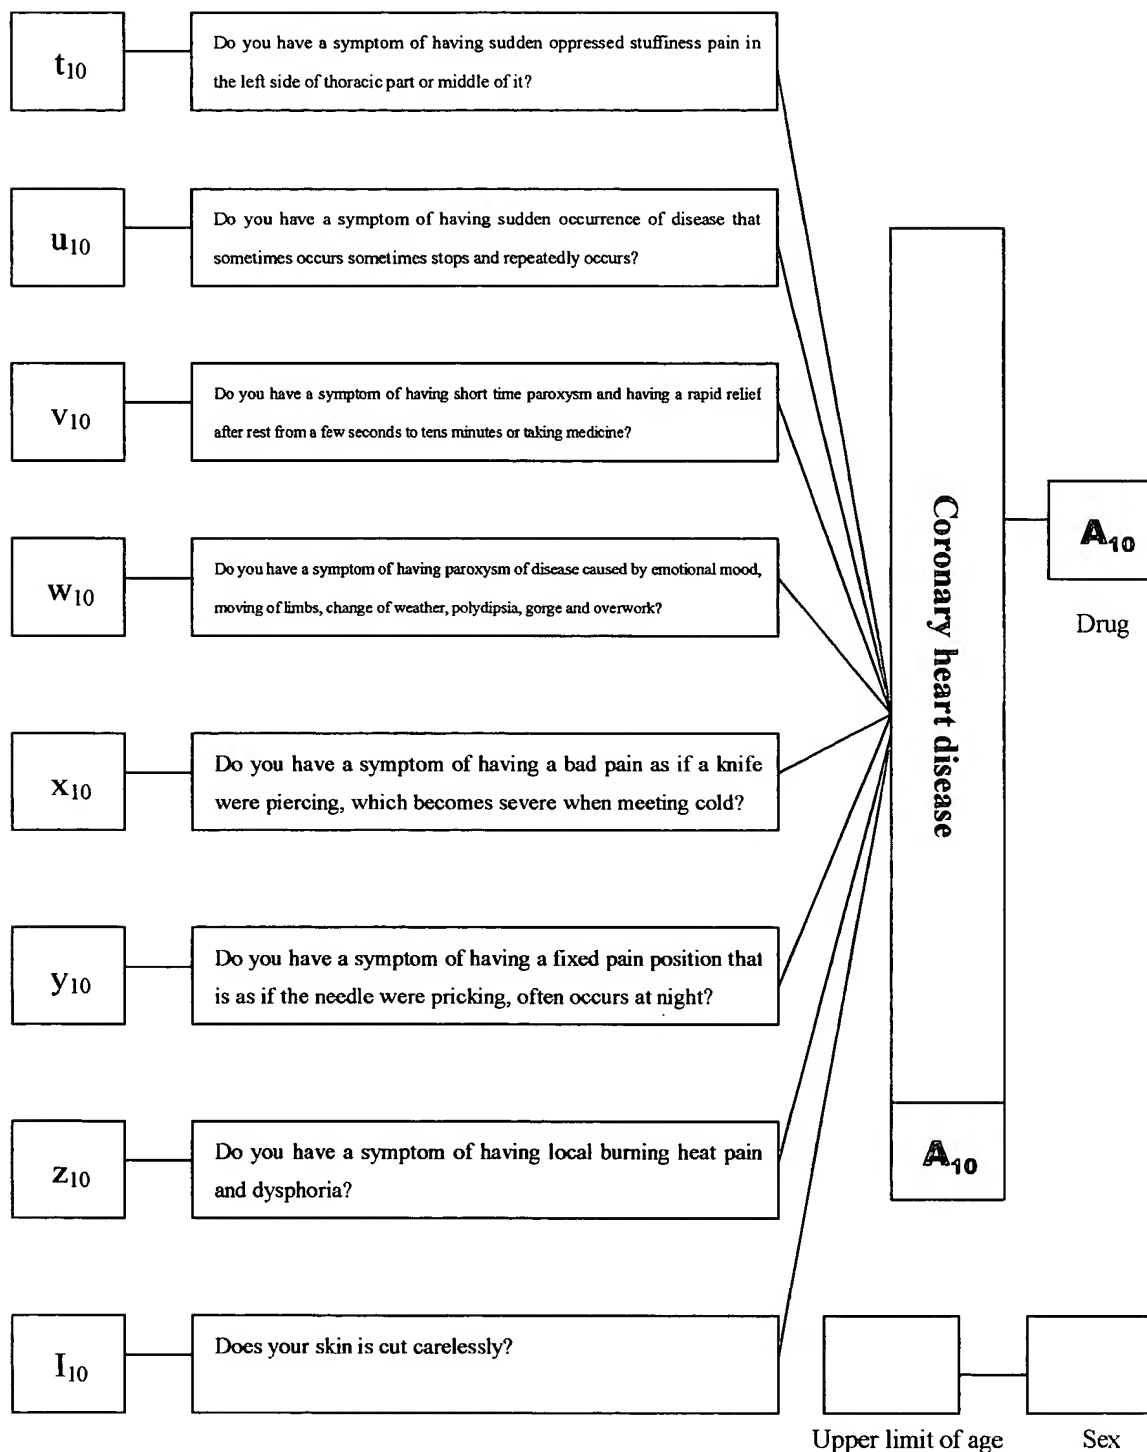 t10
Do you have a symptom of having sudden oppressed stuffiness pain in
the left side of thoracic part or middle of it?
u10
Do you have a symptom of having sudden occurrence of disease that
sometimes occurs sometimes stops and repeatedly occurs?
v10
Do you have a symptom of having short time paroxysm and having a rapid relief
after rest from a few seconds to tens minutes or taking medicine?
w10
Do you have a symptom of having paroxysm of disease caused by emotional mood,
moving of limbs, change of weather, polydipsia, gorge and overwork?
x10
Do you have a symptom of having a bad pain as if a knife
were piercing, which becomes severe when meeting cold?
y10
Do you have a symptom of having a fixed pain position that
is as if the needle were pricking, often occurs at night?
z10
Do you have a symptom of having local burning heat pain
and dysphoria?
I10
Does your skin is cut carelessly?
Coronary heart disease
A10
A10
Drug
Upper limit of age
Sex